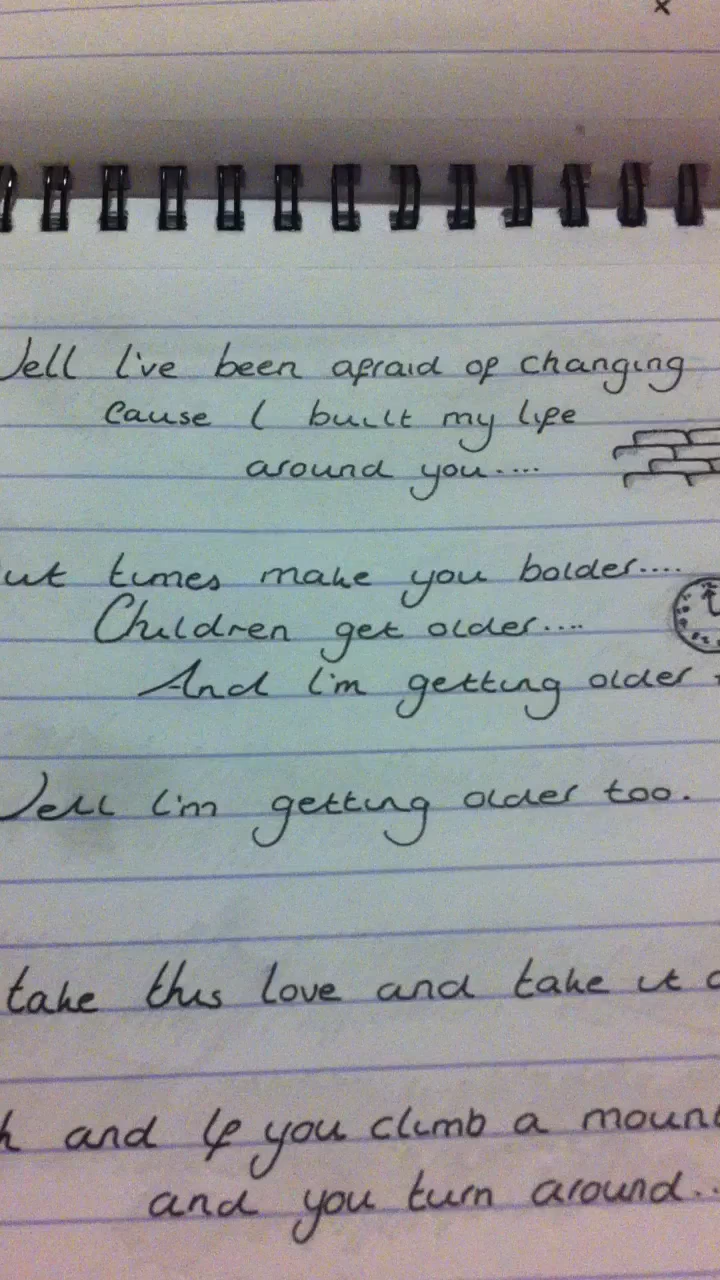 x
Well I've been afraid of changing
Cause I built my life
around you....
But times make you bolder....
Children get older....
And I'm getting older
Well I'm getting older too.
take this love and take it
and If you climb a
and you turn around..